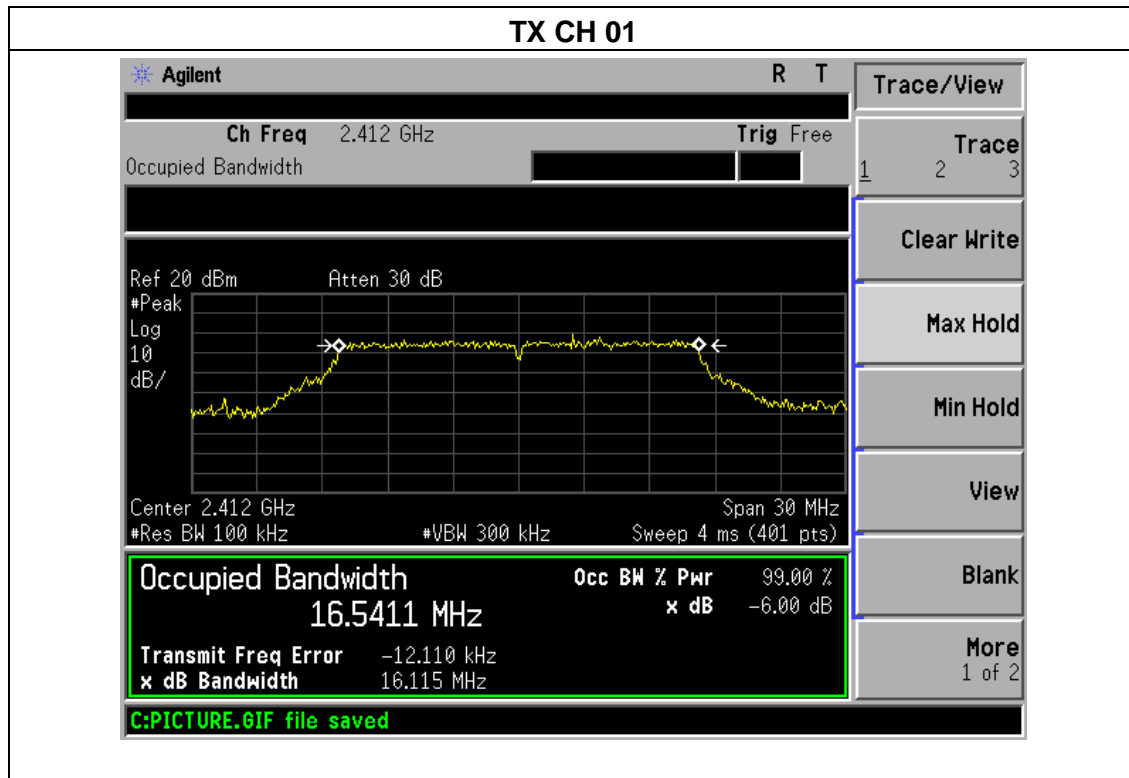 TX CH 01
Agilent R T
Trace/View
Ch Freq 2.412 GHz Trig Free
Occupied Bandwidth
Trace
1 2 3
Clear Write
Ref 20 dBm Atten 30 dB
#Peak
Log
10
dB/
Max Hold
Min Hold
View
Center 2.412 GHz Span 30 MHz
#Res BW 100 kHz #VBW 300 kHz Sweep 4 ms (401 pts)
Occupied Bandwidth Occ BW % Pwr 99.00 %
16.5411 MHz x dB -6.00 dB
Blank
Transmit Freq Error -12.110 kHz
x dB Bandwidth 16.115 MHz
More
1 of 2
C:PICTURE.GIF file saved